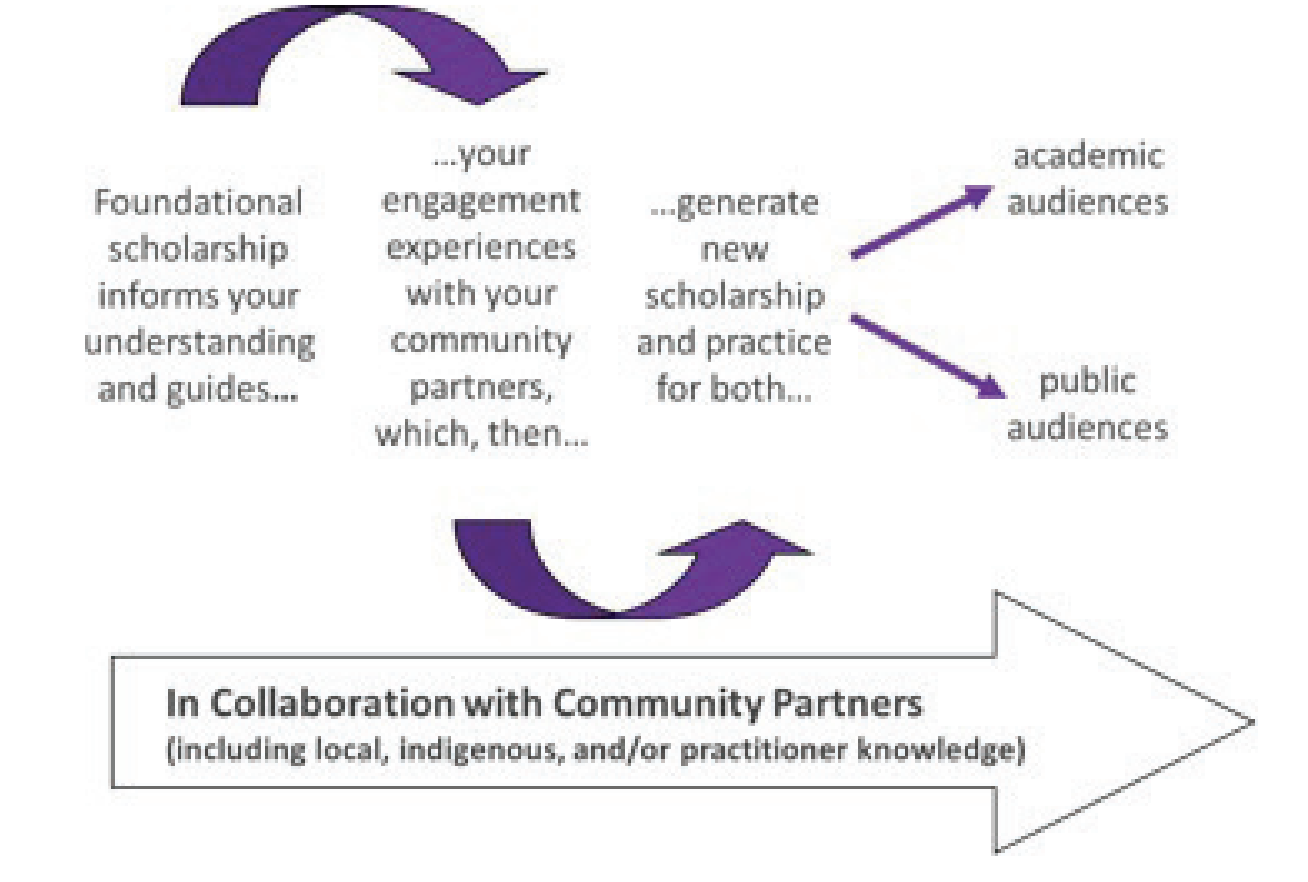 Foundational
scholarship
informs your
understanding
and guides...
...your
engagement
experiences
with your
community
partners,
which, then...
...generate
new
scholarship
and practice
for both...
academic
audiences
public
audiences
In Collaboration with Community Partners
(including local, indigenous, and/or practitioner knowledge)